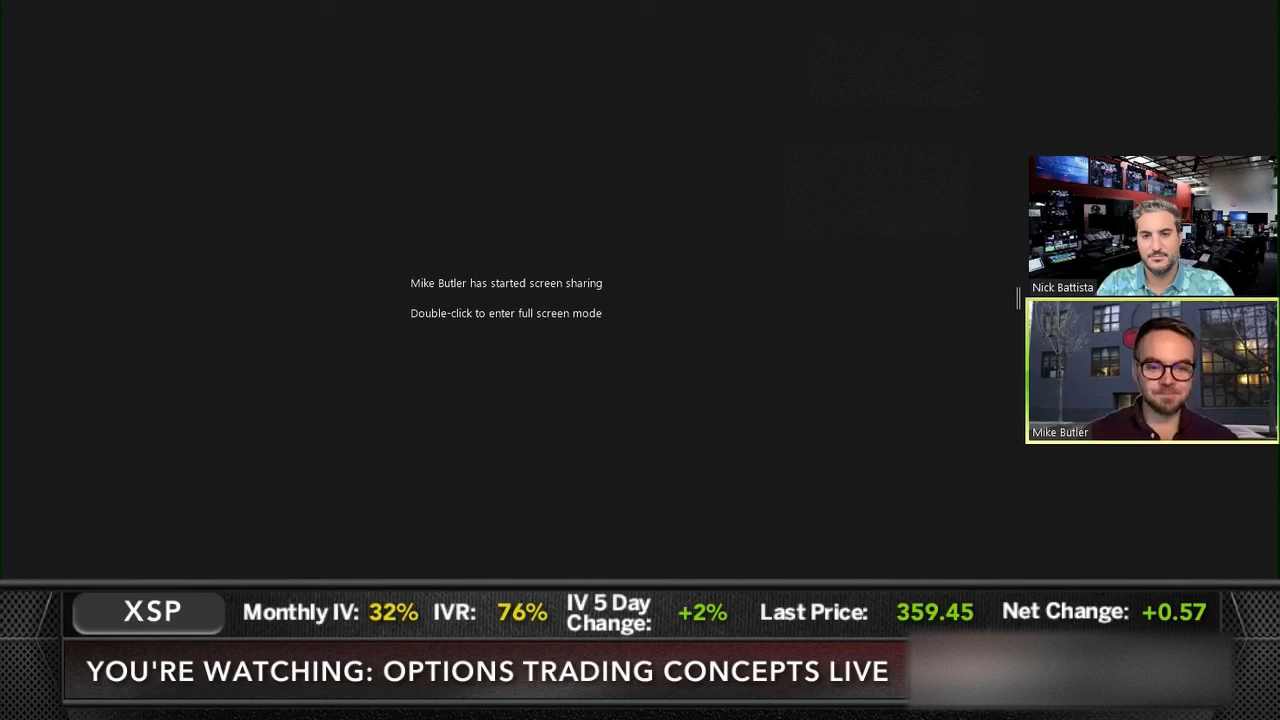 Mike Butler has started screen sharing
Double-click to enter full screen mode
Nick Battista
Mike Butler
XSP Monthly IV: 32% IVR: 76% IV 5 Day Change: +2% Last Price: 359.45 Net Change: +0.57
YOU'RE WATCHING: OPTIONS TRADING CONCEPTS LIVE